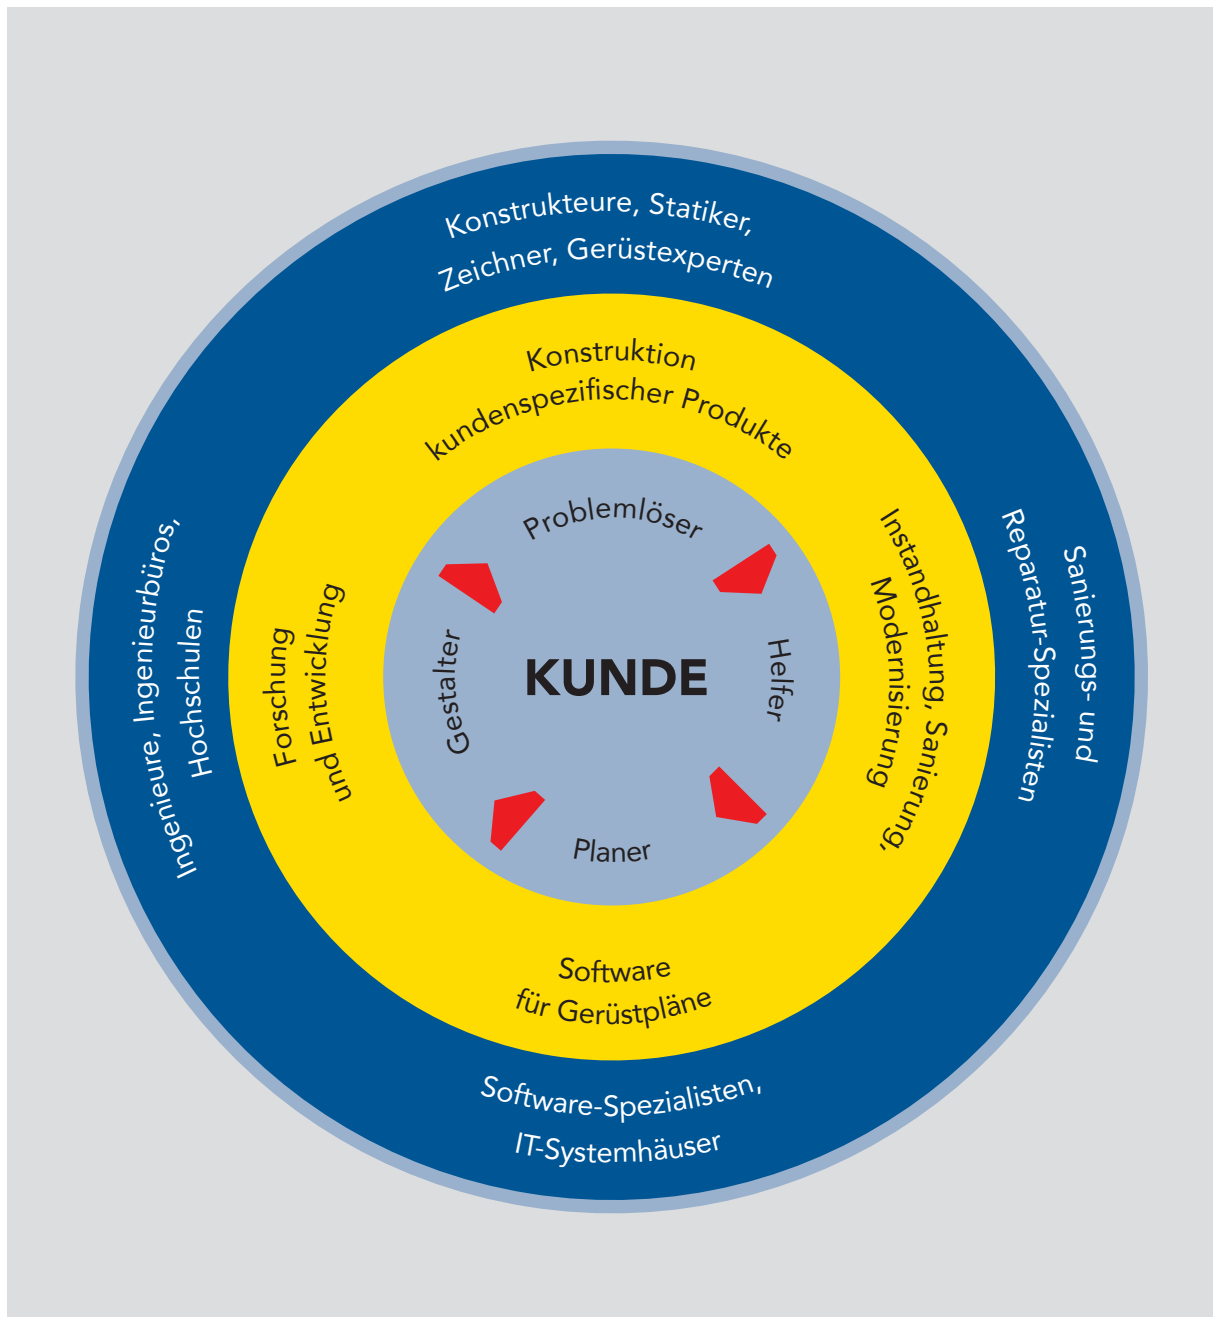 Konstrukteure, Statiker,
Zeichner, Gerüstexperten
Konstruktion
kundenspezifischer Produkte
Problemlöser
Ingenieure, Ingenieurbüros,
Hochschulen
Forschung
und Entwicklung
Gestalter
KUNDE
Helfer
Instandhaltung, Sanierung,
Modernisierung
Sanierungs- und
Reparatur-Spezialisten
Planer
Software
für Gerüstpläne
Software-Spezialisten,
IT-Systemhäuser